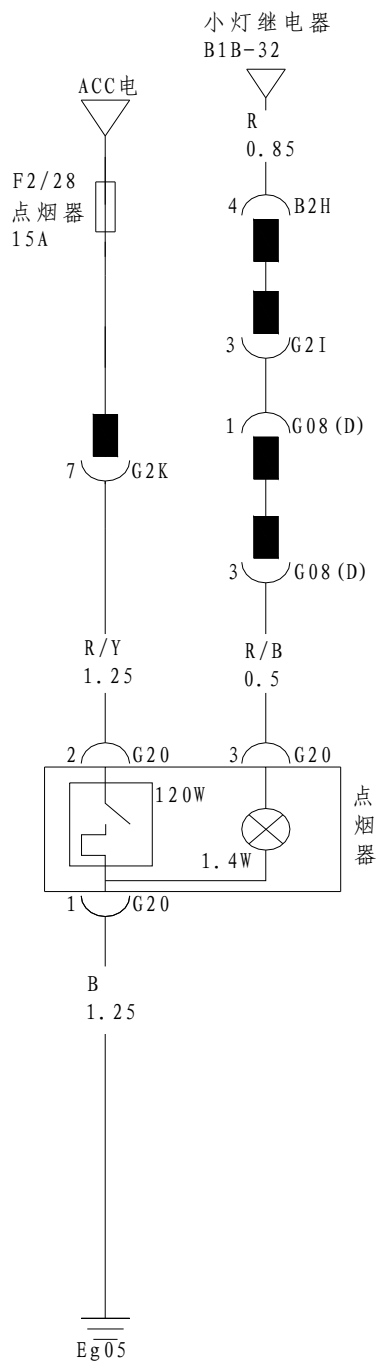 小灯继电器
B1B-32
ACC电
R
0.85
F2/28
点烟器
15A
4
B2H
3
G2I
1
G08(D)
7
G2K
3
G08(D)
R/Y
1.25
R/B
0.5
2
G20
3
G20
120W
1.4W
点烟器
1
G20
B
1.25
Eg05